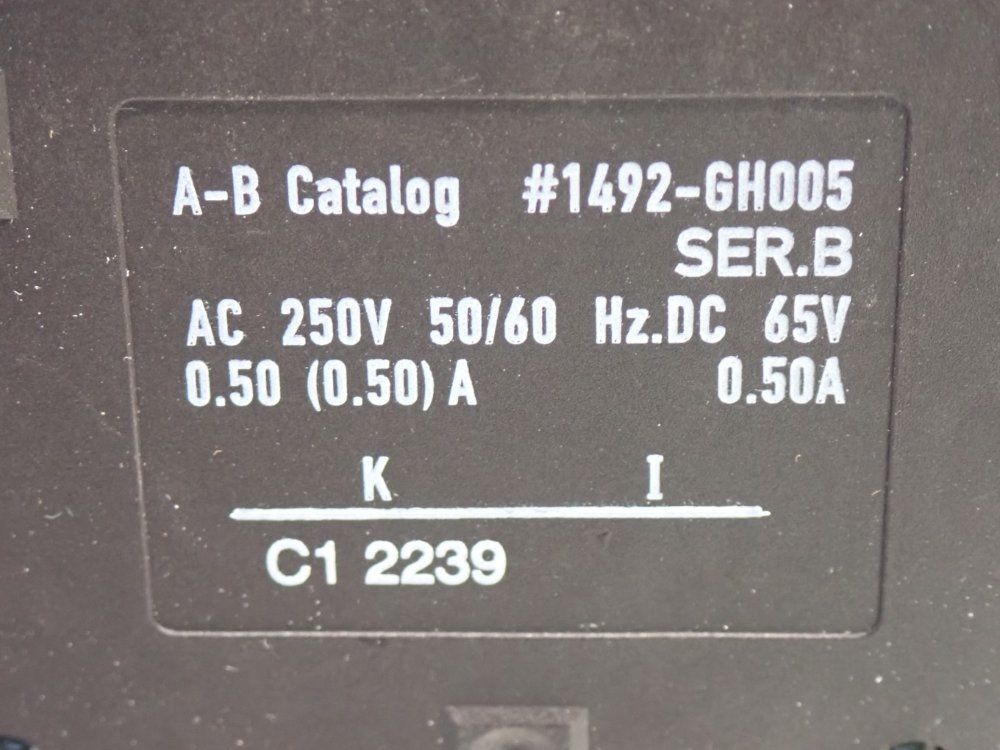 A-B Catalog #1492-GH005
SER.B
AC 250V 50/60 Hz.DC 65V
0.50 (0.50) A 0.50A
K I
C1 2239